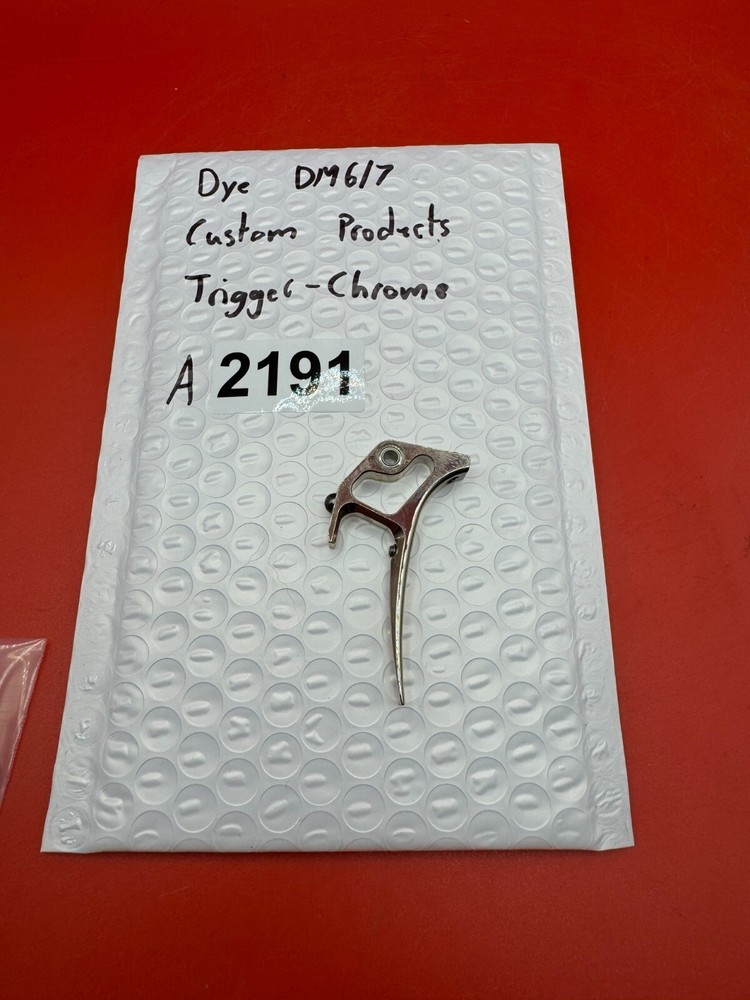 Dye DM6/7
Custom Products
Trigger-Chrome
A 2191